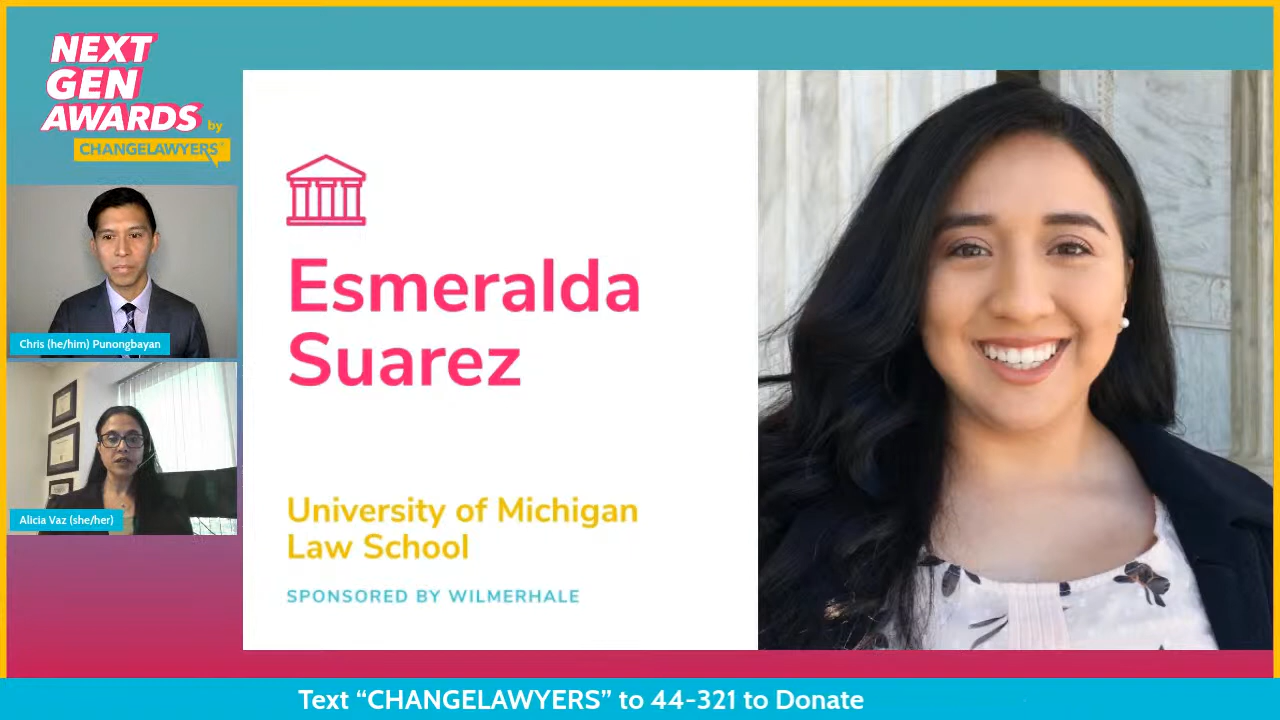 NEXT
GEN
AWARDS by
CHANGELAWYERS
Chris (he/him) Punongbayan
Alicia Vaz (she/her)
Esmeralda
Suarez
University of Michigan
Law School
SPONSORED BY WILMERHALE
Text “CHANGELAWYERS” to 44-321 to Donate